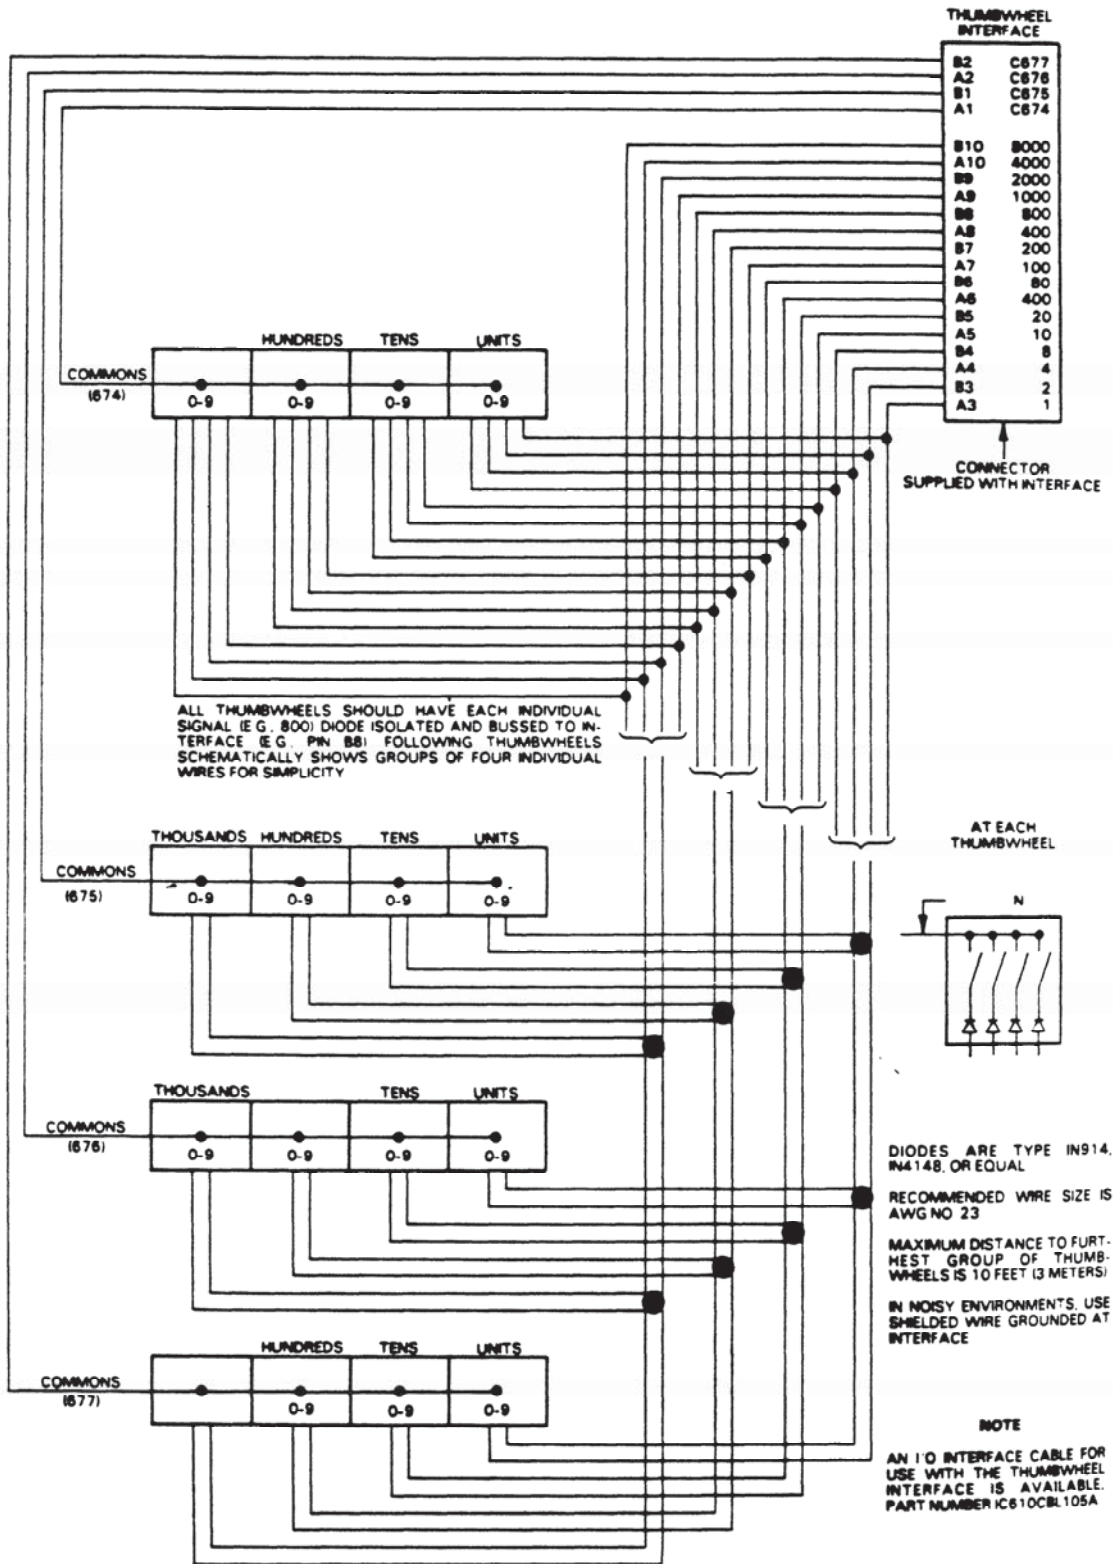 THUMBWHEEL
INTERFACE
B2 C677
A2 C676
B1 C675
A1 C674
B10 8000
A10 4000
B9 2000
A9 1000
B8 800
A8 400
B7 200
A7 100
B6 80
A6 400
B5 20
A5 10
B4 8
A4 4
B3 2
A3 1
CONNECTOR
SUPPLIED WITH INTERFACE
HUNDREDS TENS UNITS
COMMONS
(674)
0-9 0-9 0-9 0-9
ALL THUMBWHEELS SHOULD HAVE EACH INDIVIDUAL
SIGNAL (E.G. 800) DIODE ISOLATED AND BUSSED TO IN-
TERFACE (E.G. PIN B8) FOLLOWING THUMBWHEELS
SCHEMATICALLY SHOWS GROUPS OF FOUR INDIVIDUAL
WIRES FOR SIMPLICITY
THOUSANDS HUNDREDS TENS UNITS
COMMONS
(675)
0-9 0-9 0-9 0-9
AT EACH
THUMBWHEEL
N
THOUSANDS TENS UNITS
COMMONS
(676)
0-9 0-9 0-9 0-9
DIODES ARE TYPE IN914,
IN4148, OR EQUAL
RECOMMENDED WIRE SIZE IS
AWG NO 23
MAXIMUM DISTANCE TO FURT-
HEST GROUP OF THUMB-
WHEELS IS 10 FEET (3 METERS)
IN NOISY ENVIRONMENTS, USE
SHIELDED WIRE GROUNDED AT
INTERFACE
HUNDREDS TENS UNITS
COMMONS
(677)
0-9 0-9 0-9
NOTE
AN I/O INTERFACE CABLE FOR
USE WITH THE THUMBWHEEL
INTERFACE IS AVAILABLE.
PART NUMBER IC610CBL105A